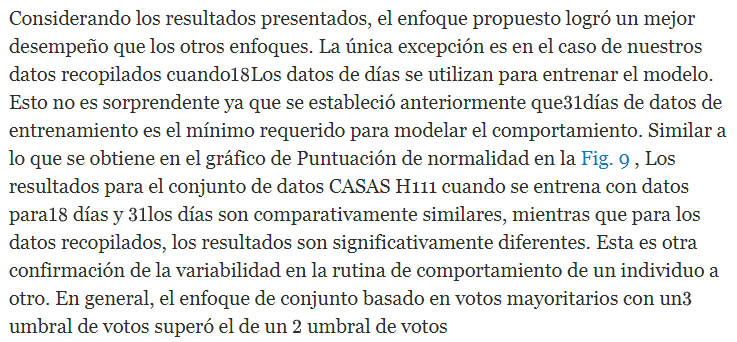 Considerando los resultados presentados, el enfoque propuesto logró un mejor
desempeño que los otros enfoques. La única excepción es en el caso de nuestros
datos recopilados cuando18Los datos de días se utilizan para entrenar el modelo.
Esto no es sorprendente ya que se estableció anteriormente que31días de datos de
entrenamiento es el mínimo requerido para modelar el comportamiento. Similar a
lo que se obtiene en el gráfico de Puntuación de normalidad en la Fig. 9 , Los
resultados para el conjunto de datos CASAS H111 cuando se entrena con datos
para18 días y 31los días son comparativamente similares, mientras que para los
datos recopilados, los resultados son significativamente diferentes. Esta es otra
confirmación de la variabilidad en la rutina de comportamiento de un individuo a
otro. En general, el enfoque de conjunto basado en votos mayoritarios con un3
umbral de votos superó el de un 2 umbral de votos